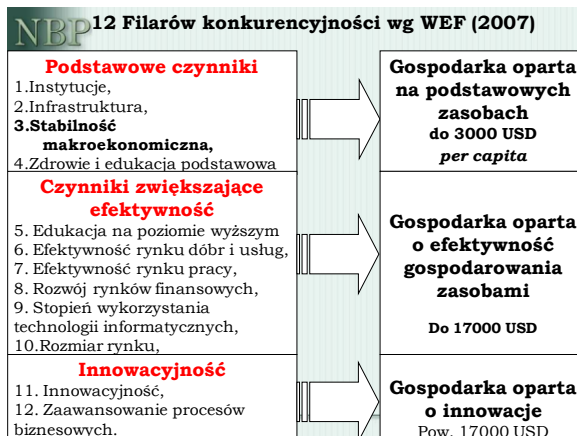 NBP
12 Filarów konkurencyjności wg WEF (2007)
Podstawowe czynniki
1.Instytucje,
2.Infrastruktura,
3.Stabilność
makroekonomiczna,
4.Zdrowie i edukacja podstawowa
Gospodarka oparta
na podstawowych
zasobach
do 3000 USD
per capita
Czynniki zwiększające
efektywność
5. Edukacja na poziomie wyższym
6. Efektywność rynku dóbr i usług,
7. Efektywność rynku pracy,
8. Rozwój rynków finansowych,
9. Stopień wykorzystania
technologii informatycznych,
10.Rozmiar rynku,
Gospodarka oparta
o efektywność
gospodarowania
zasobami
Do 17000 USD
Innowacyjność
11. Innowacyjność,
12. Zaawansowanie procesów
biznesowych.
Gospodarka oparta
o innowacje
Pow. 17000 USD